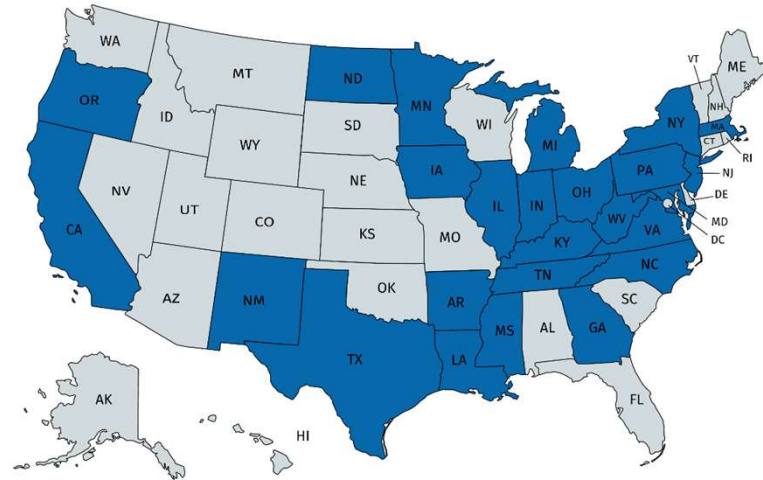 WA
MT
ND
MN
VT
ME
OR
ID
SD
WI
NH
WY
MI
NY
MA
CT
RI
NV
NE
IA
PA
NJ
UT
CO
IL
IN
OH
DE
CA
KS
MO
WV
VA
MD
KY
DC
AZ
NM
OK
TN
NC
AR
SC
TX
MS
AL
GA
LA
AK
FL
HI